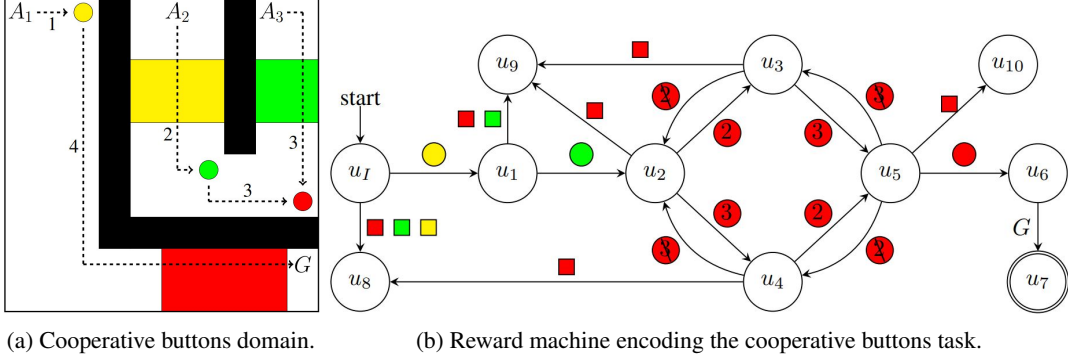 A₁ A₂ A₃
1
2 3
4
3
G
(a) Cooperative buttons domain.
start
u₉ u₃ u₁₀
2 3
2 3
u_I u₁ u₂ u₅ u₆
3 2
3 2
G
u₈ u₄ u₇
(b) Reward machine encoding the cooperative buttons task.